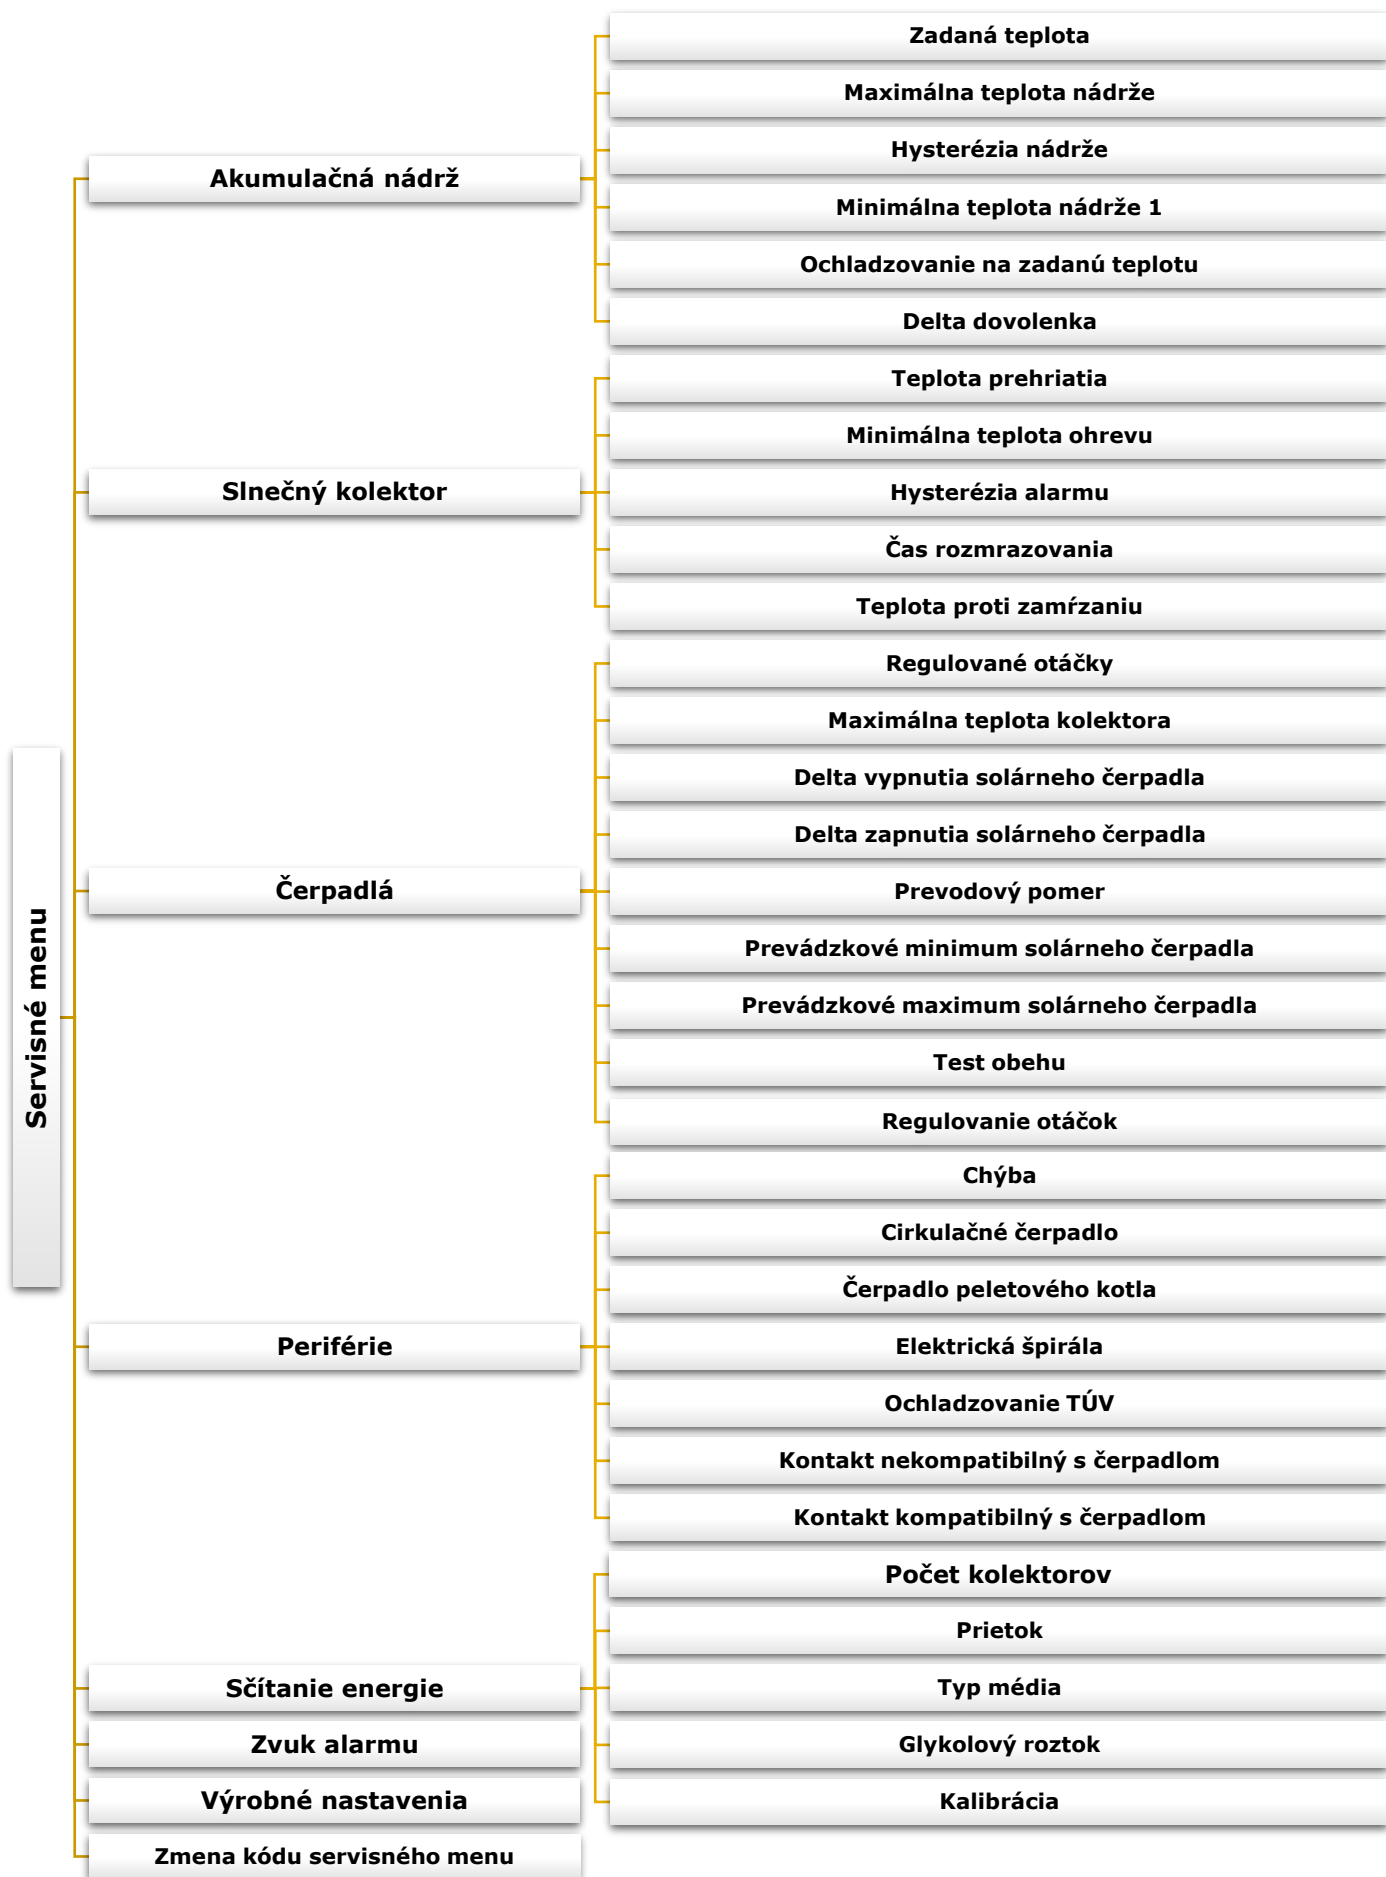 Servisné menu
Akumulačná nádrž
Zadaná teplota
Maximálna teplota nádrže
Hysterézia nádrže
Minimálna teplota nádrže 1
Ochladzovanie na zadanú teplotu
Delta dovolenka
Slnečný kolektor
Teplota prehriatia
Minimálna teplota ohrevu
Hysterézia alarmu
Čas rozmrazovania
Teplota proti zamŕzaniu
Čerpadlá
Regulované otáčky
Maximálna teplota kolektora
Delta vypnutia solárneho čerpadla
Delta zapnutia solárneho čerpadla
Prevodový pomer
Prevádzkové minimum solárneho čerpadla
Prevádzkové maximum solárneho čerpadla
Test obehu
Regulovanie otáčok
Periférie
Chýba
Cirkulačné čerpadlo
Čerpadlo peletového kotla
Elektrická špirála
Ochladzovanie TÚV
Kontakt nekompatibilný s čerpadlom
Kontakt kompatibilný s čerpadlom
Sčítanie energie
Počet kolektorov
Prietok
Typ média
Glykolový roztok
Kalibrácia
Zvuk alarmu
Výrobné nastavenia
Zmena kódu servisného menu